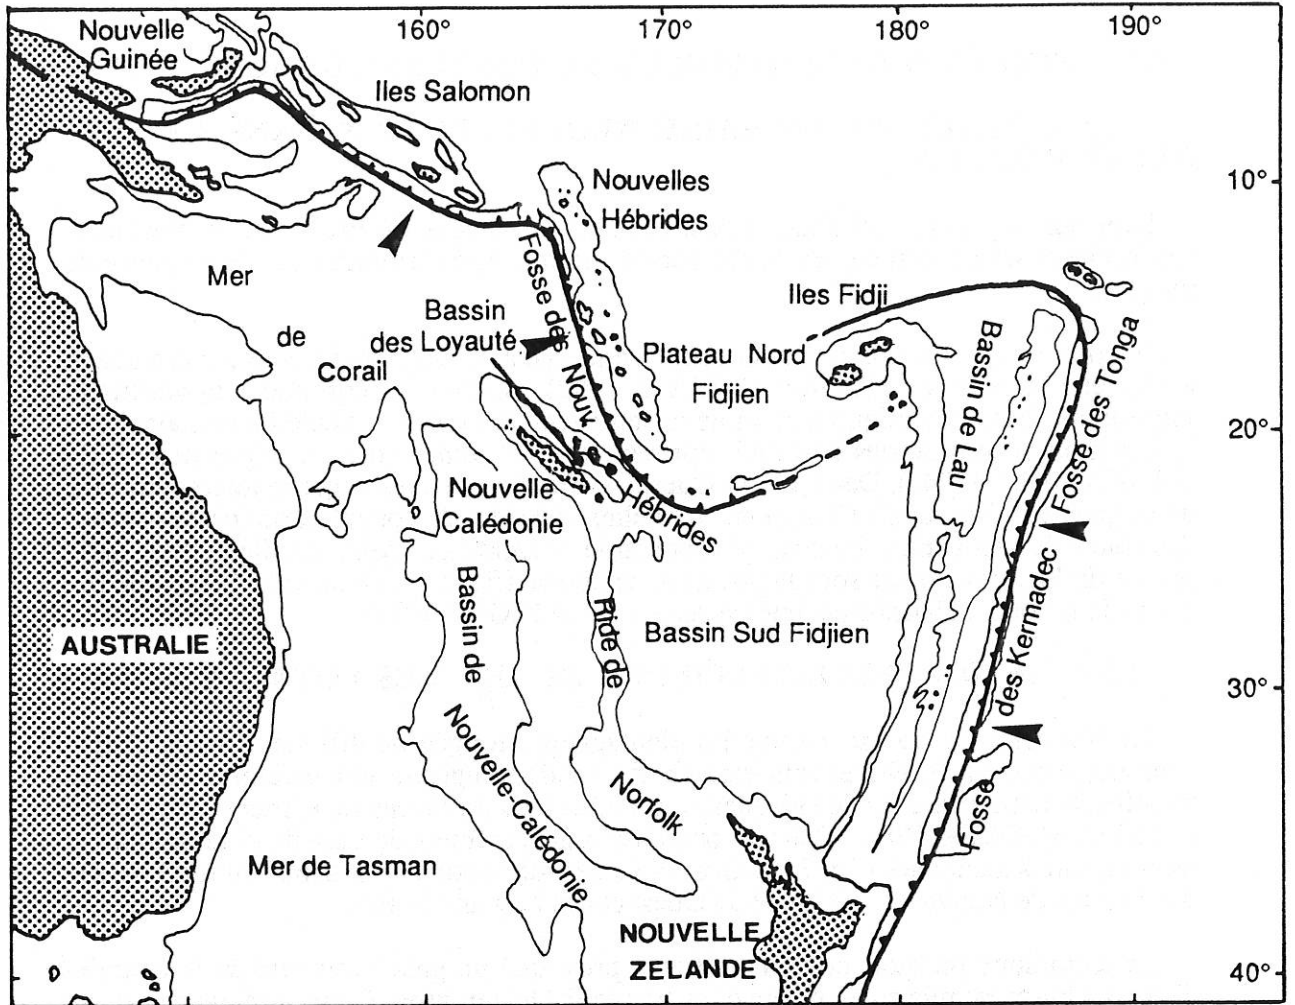 160°
170°
180°
190°
Nouvelle
Guinée
Iles Salomon
Nouvelles
Hébrides
10°
Mer
de
Corail
Bassin
des Loyauté
Fosse des Nouv.
Hébrides
Iles Fidji
Plateau Nord
Fidjien
Bassin de Lau
Fosse des Tonga
20°
Nouvelle
Calédonie
AUSTRALIE
Bassin de
Nouvelle-Calédonie
Ride de
Norfolk
Bassin Sud Fidjien
Fosse
des Kermadec
30°
Mer de Tasman
NOUVELLE
ZELANDE
40°